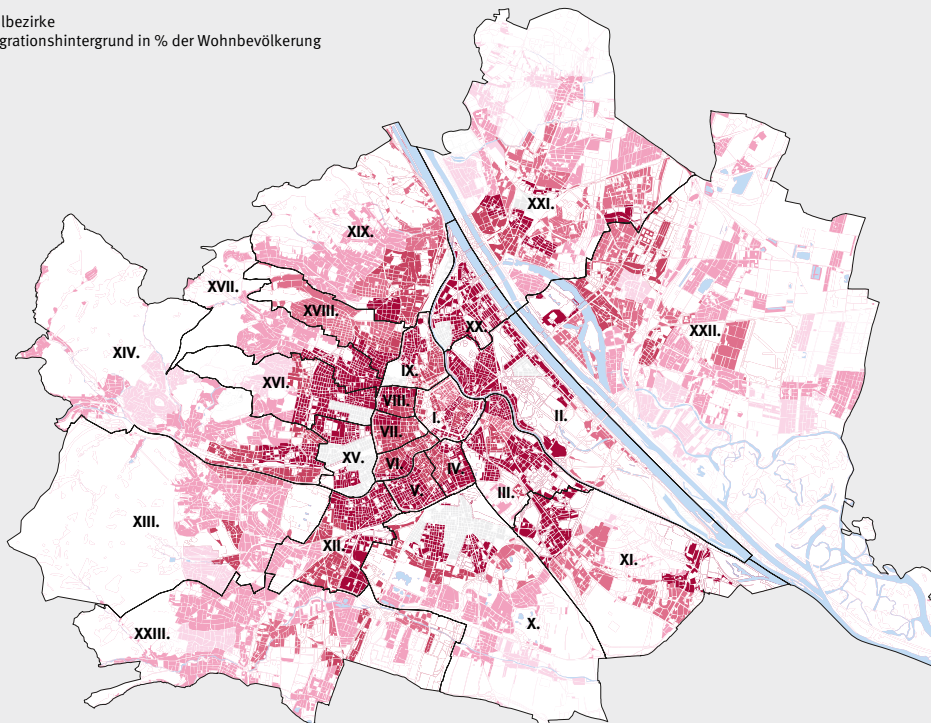 lbezirke
grationshintergrund in % der Wohnbevölkerung
XXI.
XIX.
XVII.
XVIII.
XX.
XXII.
XIV.
IX.
XVI.
VIII.
I.
II.
VII.
XV.
VI.
IV
V.
III.
XIII.
XII.
XI.
X.
XXIII.